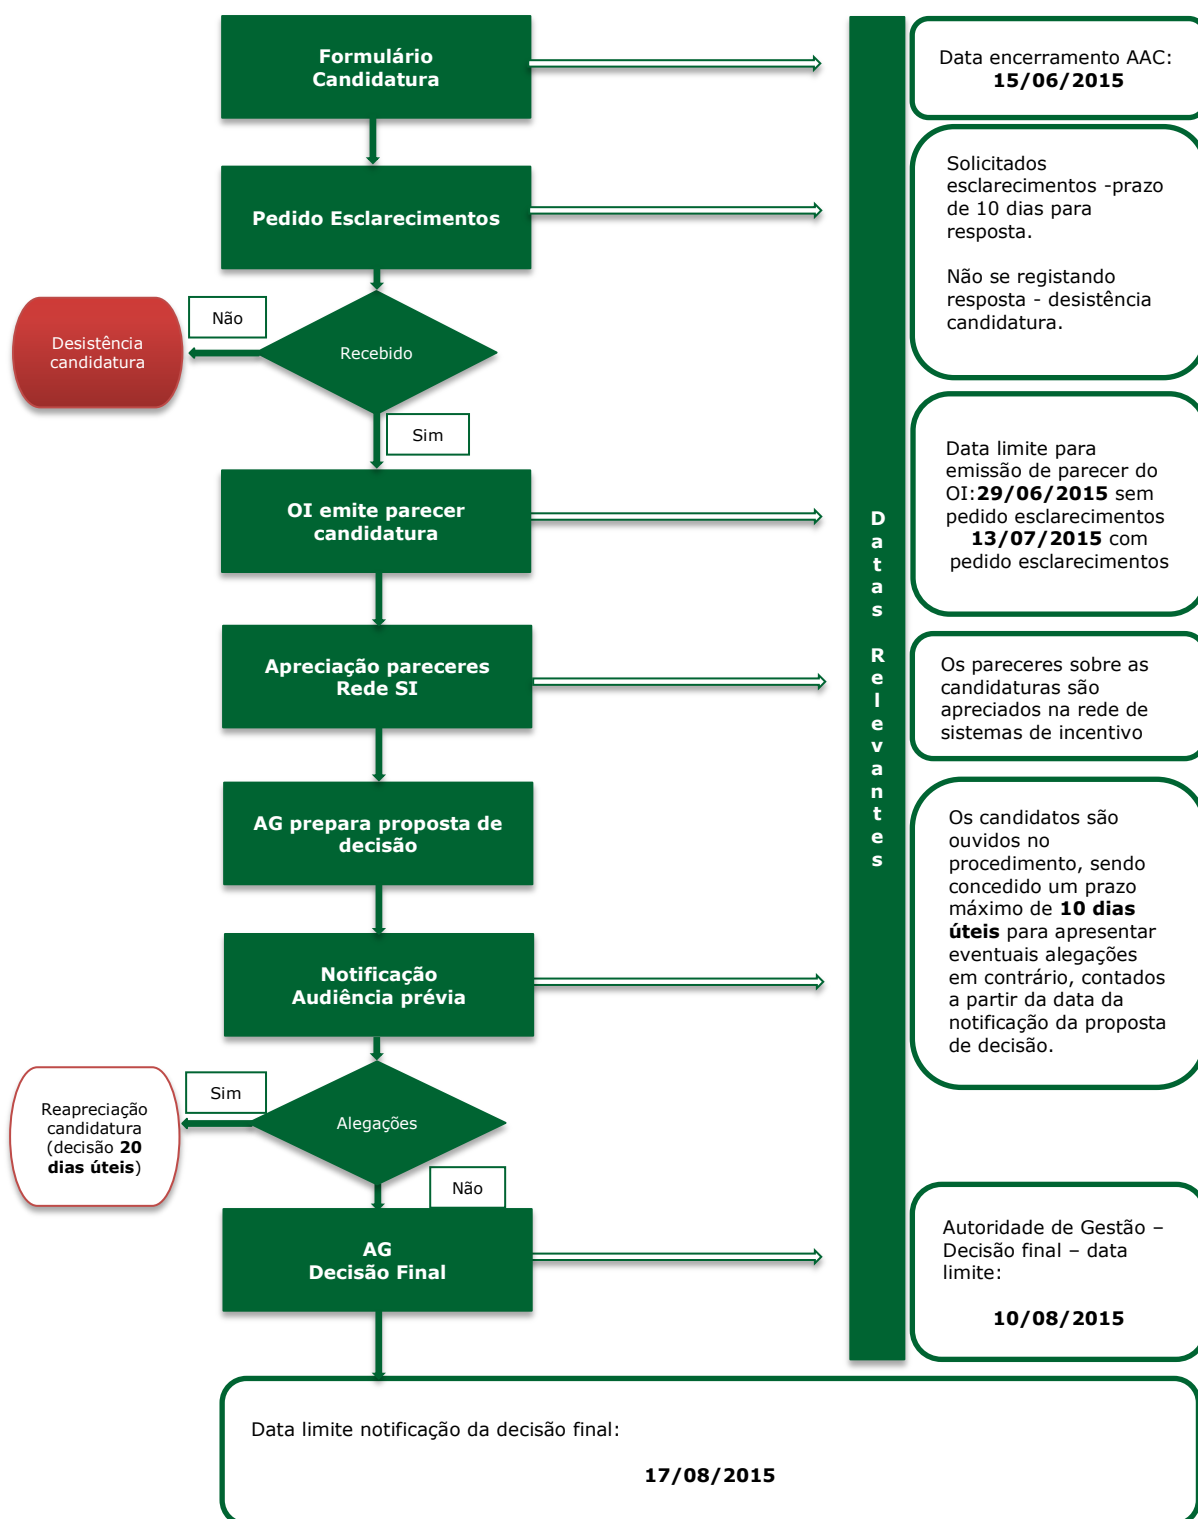 Formulário
Candidatura
Data encerramento AAC:
15/06/2015
Pedido Esclarecimentos
Solicitados
esclarecimentos -prazo
de 10 dias para
resposta.
Não se registando
resposta - desistência
candidatura.
Não
Desistência
candidatura
Recebido
Sim
OI emite parecer
candidatura
Data limite para
emissão de parecer do
OI:29/06/2015 sem
pedido esclarecimentos
13/07/2015 com
pedido esclarecimentos
Datas Relevantes
Apreciação pareceres
Rede SI
Os pareceres sobre as
candidaturas são
apreciados na rede de
sistemas de incentivo
AG prepara proposta de
decisão
Os candidatos são
ouvidos no
procedimento, sendo
concedido um prazo
máximo de 10 dias
úteis para apresentar
eventuais alegações
em contrário, contados
a partir da data da
notificação da proposta
de decisão.
Notificação
Audiência prévia
Sim
Reapreciação
candidatura
(decisão 20
dias úteis)
Alegações
Não
AG
Decisão Final
Autoridade de Gestão –
Decisão final – data
limite:
10/08/2015
Data limite notificação da decisão final:
17/08/2015